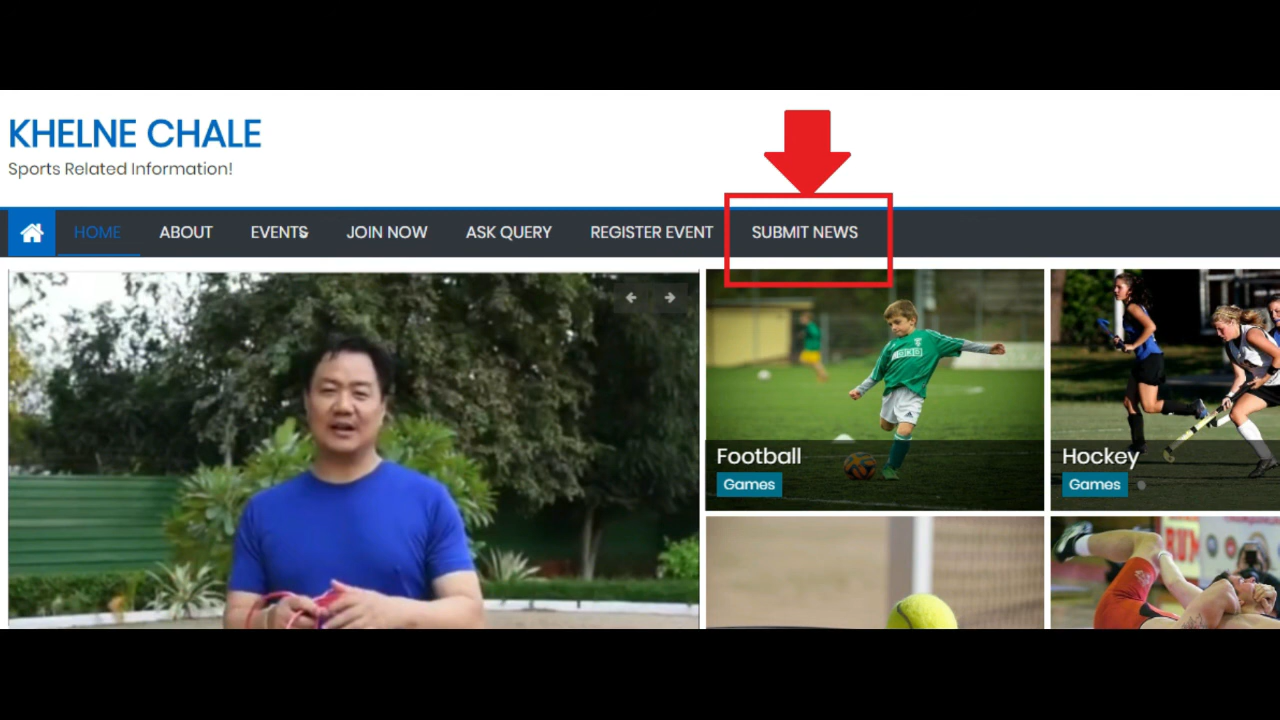 KHELNE CHALE
Sports Related Information!
HOME ABOUT EVENTS JOIN NOW ASK QUERY REGISTER EVENT SUBMIT NEWS
Football
Games
Hockey
Games